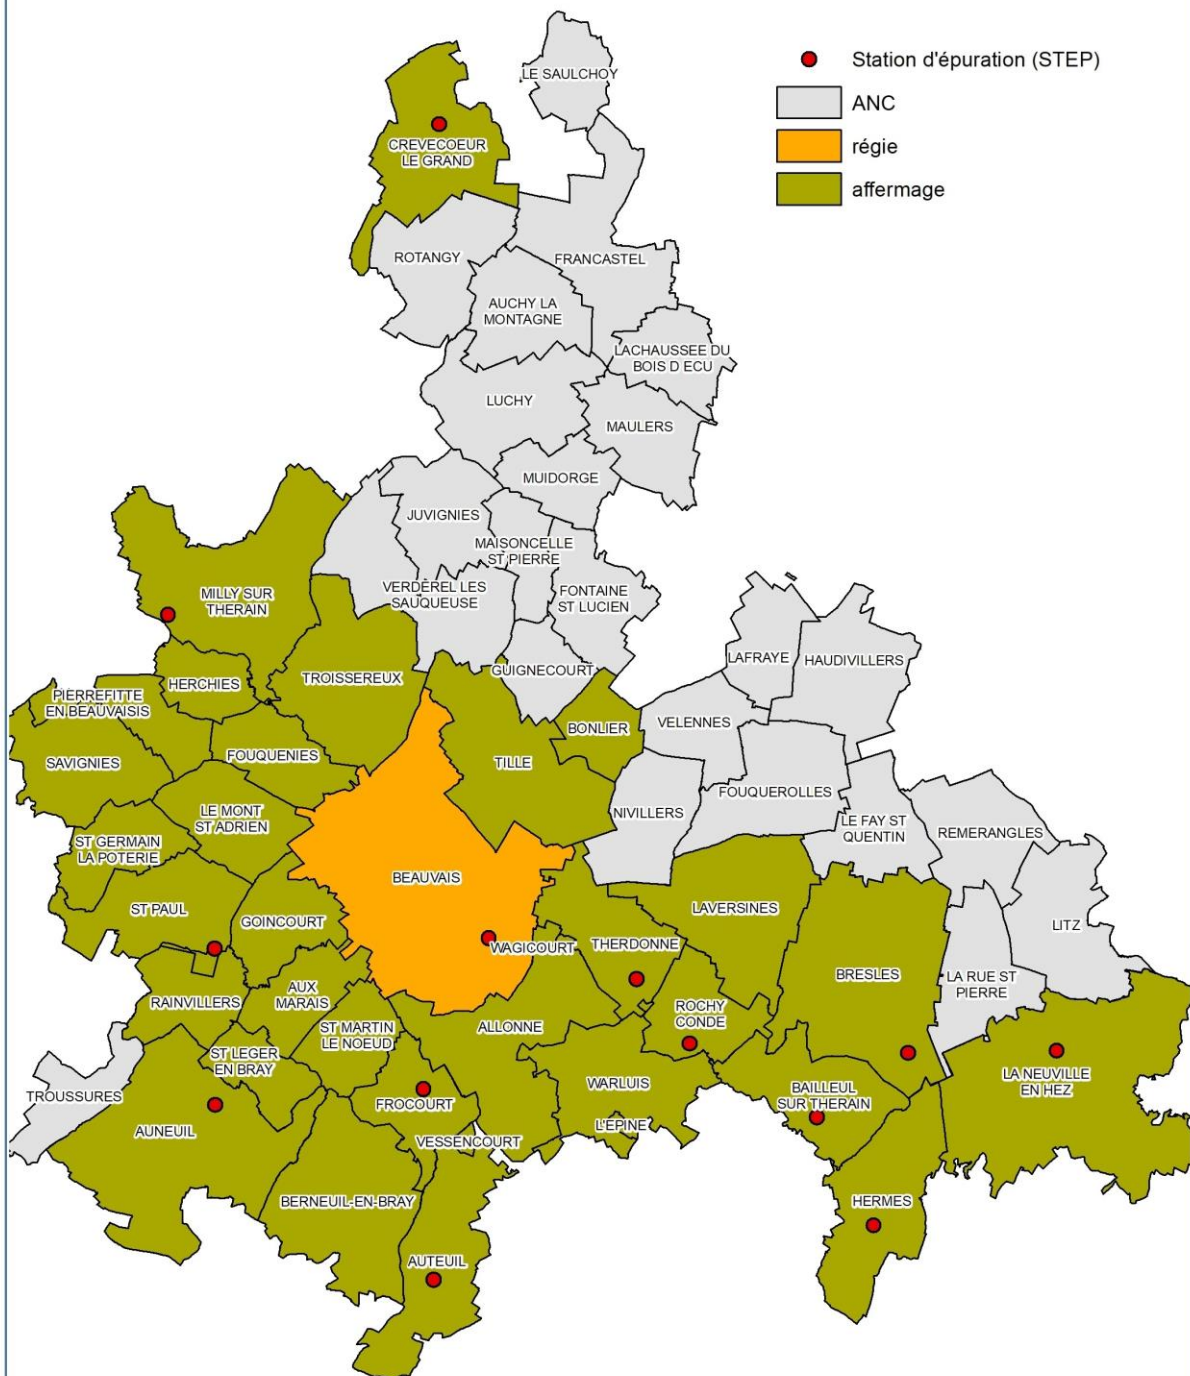 LE SAULCHOY
Station d'épuration (STEP)
ANC
régie
affermage
CREVECOEUR
LE GRAND
ROTANGY
FRANCASTEL
AUCHY LA
MONTAGNE
LACHAUSSEE DU
BOIS D ECU
LUCHY
MAULERS
MUIDORGE
JUVIGNIES
MAISONCELLE
ST PIERRE
VERDEREL LES
SAUQUEUSE
FONTAINE
ST LUCIEN
MILLY SUR
THERAIN
GUIGNECOURT
LAFRAYE
HAUDIVILLERS
HERCHIES
TROISSEREUX
PIERREFITTE
EN BEAUVAISIS
BONLIER
VELENNES
SAVIGNIES
FOUQUENIES
TILLE
FOUQUEROLLES
NIVILLERS
LE MONT
ST ADRIEN
LE FAY ST
QUENTIN
REMERANGLES
ST GERMAIN
LA POTERIE
BEAUVAIS
ST PAUL
GOINCOURT
LAVERSINES
LITZ
WAGICOURT
THERDONNE
BRESLES
LA RUE ST
PIERRE
RAINVILLERS
AUX
MARAIS
ROCHY
CONDE
ST MARTIN
LE NOEUD
ALLONNE
ST LEGER
EN BRAY
LA NEUVILLE
EN HEZ
TROUSSURES
FROCOURT
WARLUIS
BAILLEUL
SUR THERAIN
AUNEUIL
L'EPINE
VESSENCOURT
BERNEUIL-EN-BRAY
HERMES
AUTEUIL